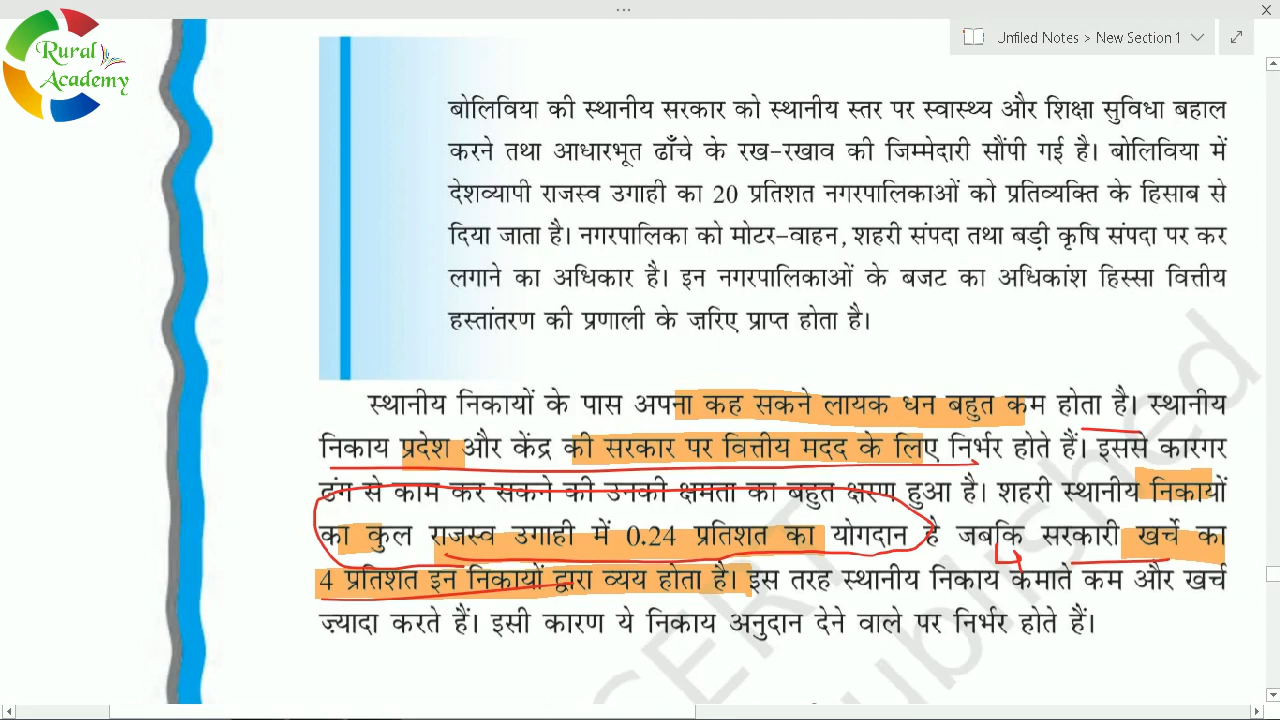 ...
Rural
Academy
Unfiled Notes > New Section 1
बोलिविया की स्थानीय सरकार को स्थानीय स्तर पर स्वास्थ्य और शिक्षा सुविधा बहाल
करने तथा आधारभूत ढाँचे के रख-रखाव की जिम्मेदारी सौंपी गई है। बोलिविया में
देशव्यापी राजस्व उगाही का 20 प्रतिशत नगरपालिकाओं को प्रतिव्यक्ति के हिसाब से
दिया जाता है। नगरपालिका को मोटर-वाहन, शहरी संपदा तथा बड़ी कृषि संपदा पर कर
लगाने का अधिकार है। इन नगरपालिकाओं के बजट का अधिकांश हिस्सा वित्तीय
हस्तांतरण की प्रणाली के ज़रिए प्राप्त होता है।
स्थानीय निकायों के पास अपना कह सकने लायक धन बहुत कम होता है। स्थानीय
निकाय प्रदेश और केंद्र की सरकार पर वित्तीय मदद के लिए निर्भर होते हैं। इससे कारगर
ढंग से काम कर सकने की उनकी क्षमता का बहुत क्षरण हुआ है। शहरी स्थानीय निकायों
का कुल राजस्व उगाही में 0.24 प्रतिशत का योगदान है जबकि सरकारी खर्चे का
4 प्रतिशत इन निकायों द्वारा व्यय होता है। इस तरह स्थानीय निकाय कमाते कम और खर्च
ज़्यादा करते हैं। इसी कारण ये निकाय अनुदान देने वाले पर निर्भर होते हैं।